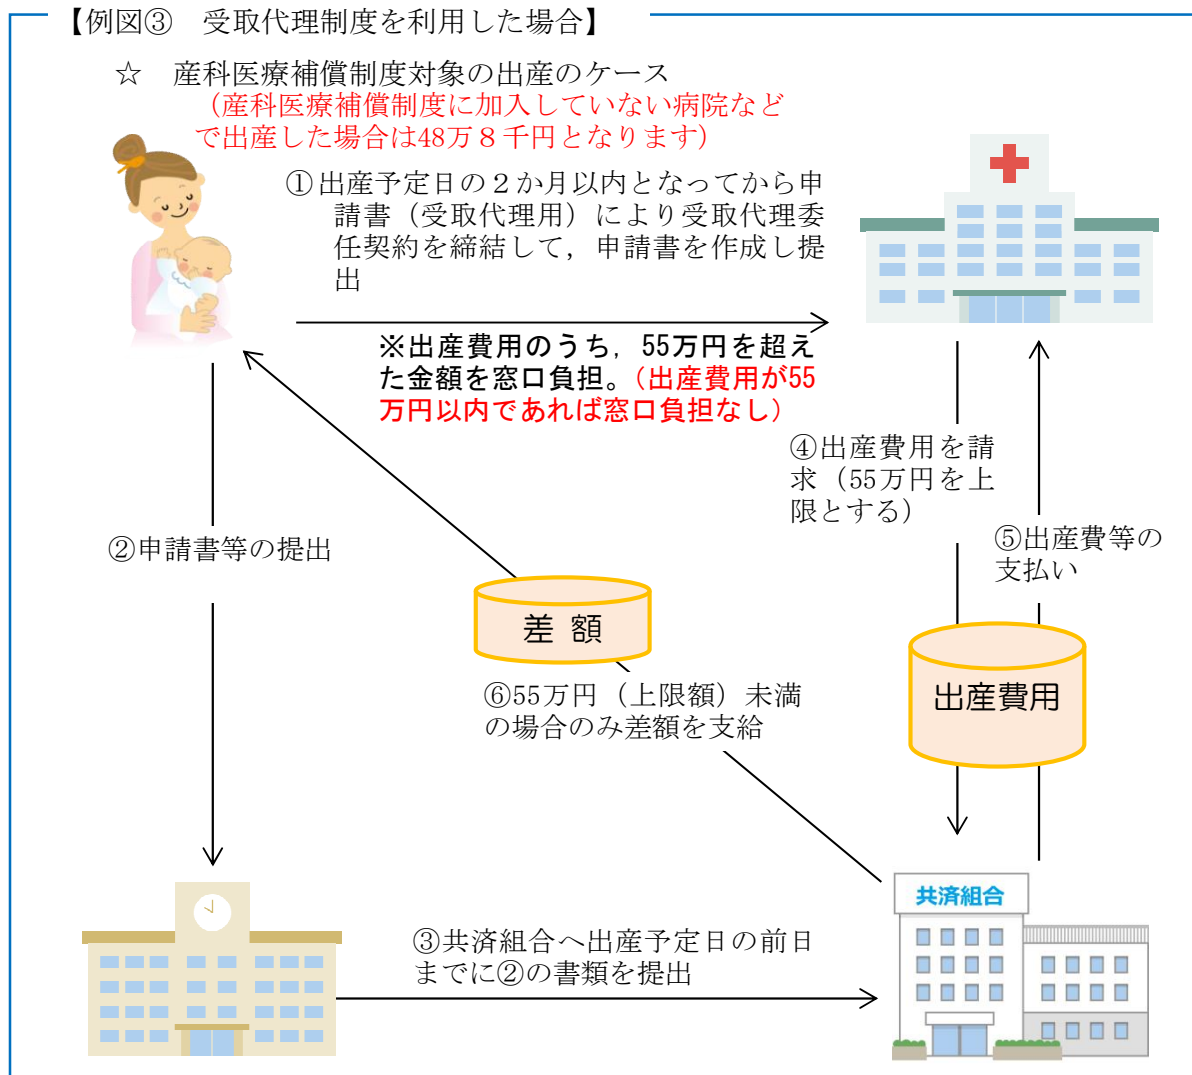 【例図③　受取代理制度を利用した場合】
☆　産科医療補償制度対象の出産のケース
（産科医療補償制度に加入していない病院など
で出産した場合は48万８千円となります）
①出産予定日の２か月以内となってから申
請書（受取代理用）により受取代理委
任契約を締結して，申請書を作成し提
出
※出産費用のうち，55万円を超え
た金額を窓口負担。（出産費用が55
万円以内であれば窓口負担なし）
④出産費用を請
求（55万円を上
限とする）
②申請書等の提出
⑤出産費等の
支払い
差 額
⑥55万円（上限額）未満
の場合のみ差額を支給
出産費用
共済組合
③共済組合へ出産予定日の前日
までに②の書類を提出